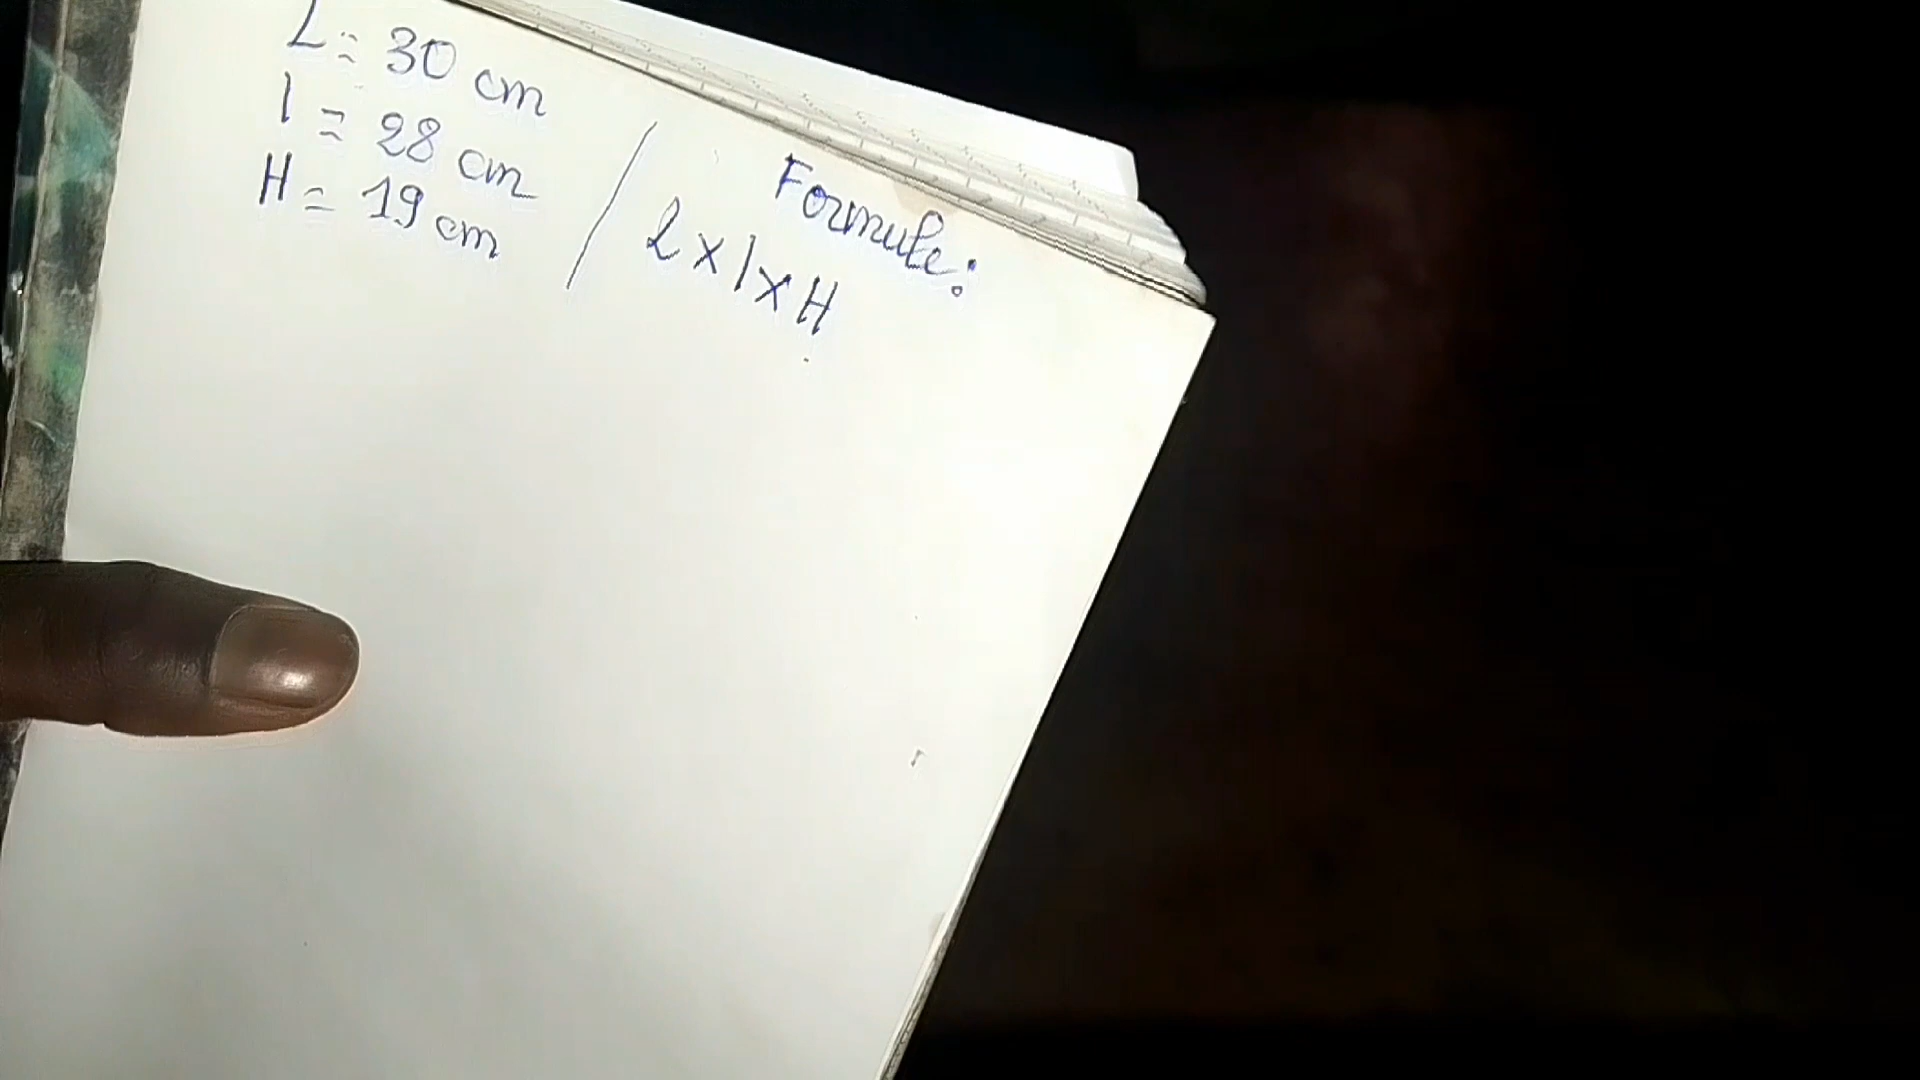 L = 30 cm
l = 28 cm
H = 19 cm
Formule:
L x l x H